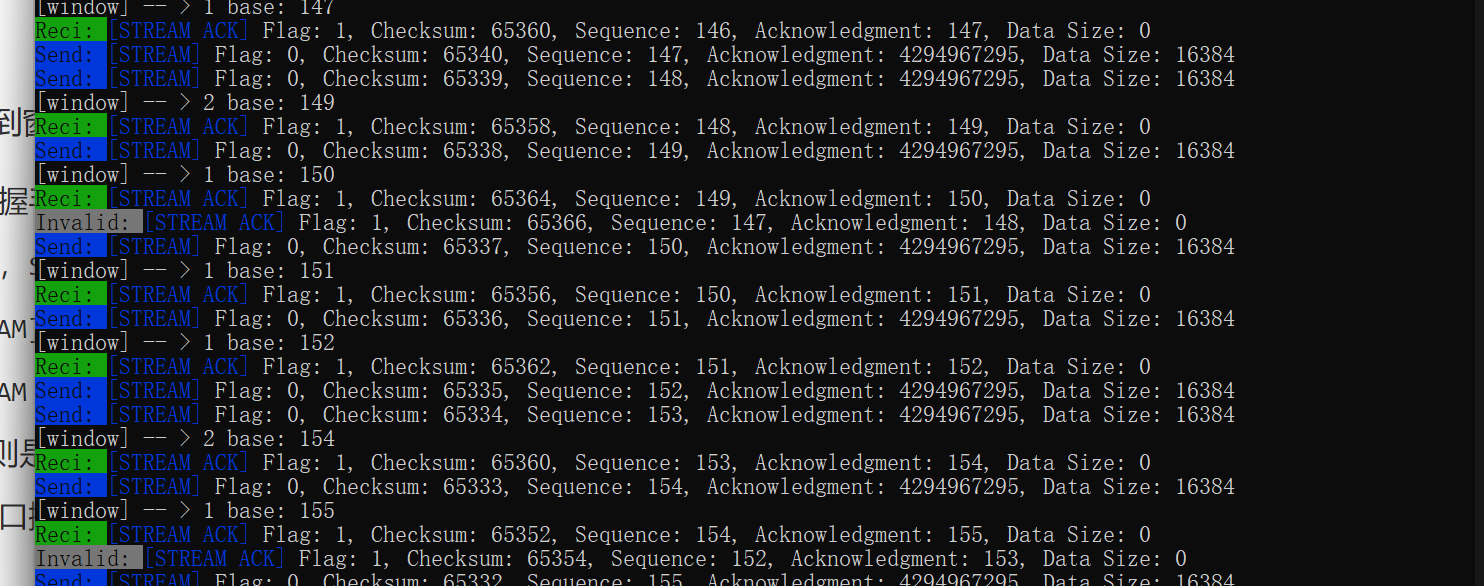 [window] -- > 1 base: 147
Reci: [STREAM ACK] Flag: 1, Checksum: 65360, Sequence: 146, Acknowledgment: 147, Data Size: 0
Send: [STREAM] Flag: 0, Checksum: 65340, Sequence: 147, Acknowledgment: 4294967295, Data Size: 16384
Send: [STREAM] Flag: 0, Checksum: 65339, Sequence: 148, Acknowledgment: 4294967295, Data Size: 16384
[window] -- > 2 base: 149
Reci: [STREAM ACK] Flag: 1, Checksum: 65358, Sequence: 148, Acknowledgment: 149, Data Size: 0
Send: [STREAM] Flag: 0, Checksum: 65338, Sequence: 149, Acknowledgment: 4294967295, Data Size: 16384
[window] -- > 1 base: 150
Reci: [STREAM ACK] Flag: 1, Checksum: 65364, Sequence: 149, Acknowledgment: 150, Data Size: 0
Invalid: [STREAM ACK] Flag: 1, Checksum: 65366, Sequence: 147, Acknowledgment: 148, Data Size: 0
Send: [STREAM] Flag: 0, Checksum: 65337, Sequence: 150, Acknowledgment: 4294967295, Data Size: 16384
[window] -- > 1 base: 151
Reci: [STREAM ACK] Flag: 1, Checksum: 65356, Sequence: 150, Acknowledgment: 151, Data Size: 0
Send: [STREAM] Flag: 0, Checksum: 65336, Sequence: 151, Acknowledgment: 4294967295, Data Size: 16384
[window] -- > 1 base: 152
Reci: [STREAM ACK] Flag: 1, Checksum: 65362, Sequence: 151, Acknowledgment: 152, Data Size: 0
Send: [STREAM] Flag: 0, Checksum: 65335, Sequence: 152, Acknowledgment: 4294967295, Data Size: 16384
Send: [STREAM] Flag: 0, Checksum: 65334, Sequence: 153, Acknowledgment: 4294967295, Data Size: 16384
[window] -- > 2 base: 154
Reci: [STREAM ACK] Flag: 1, Checksum: 65360, Sequence: 153, Acknowledgment: 154, Data Size: 0
Send: [STREAM] Flag: 0, Checksum: 65333, Sequence: 154, Acknowledgment: 4294967295, Data Size: 16384
[window] -- > 1 base: 155
Reci: [STREAM ACK] Flag: 1, Checksum: 65352, Sequence: 154, Acknowledgment: 155, Data Size: 0
Invalid: [STREAM ACK] Flag: 1, Checksum: 65354, Sequence: 152, Acknowledgment: 153, Data Size: 0
Send: [STREAM] Flag: 0, Checksum: 65332, Sequence: 155, Acknowledgment: 4294967295, Data Size: 16384